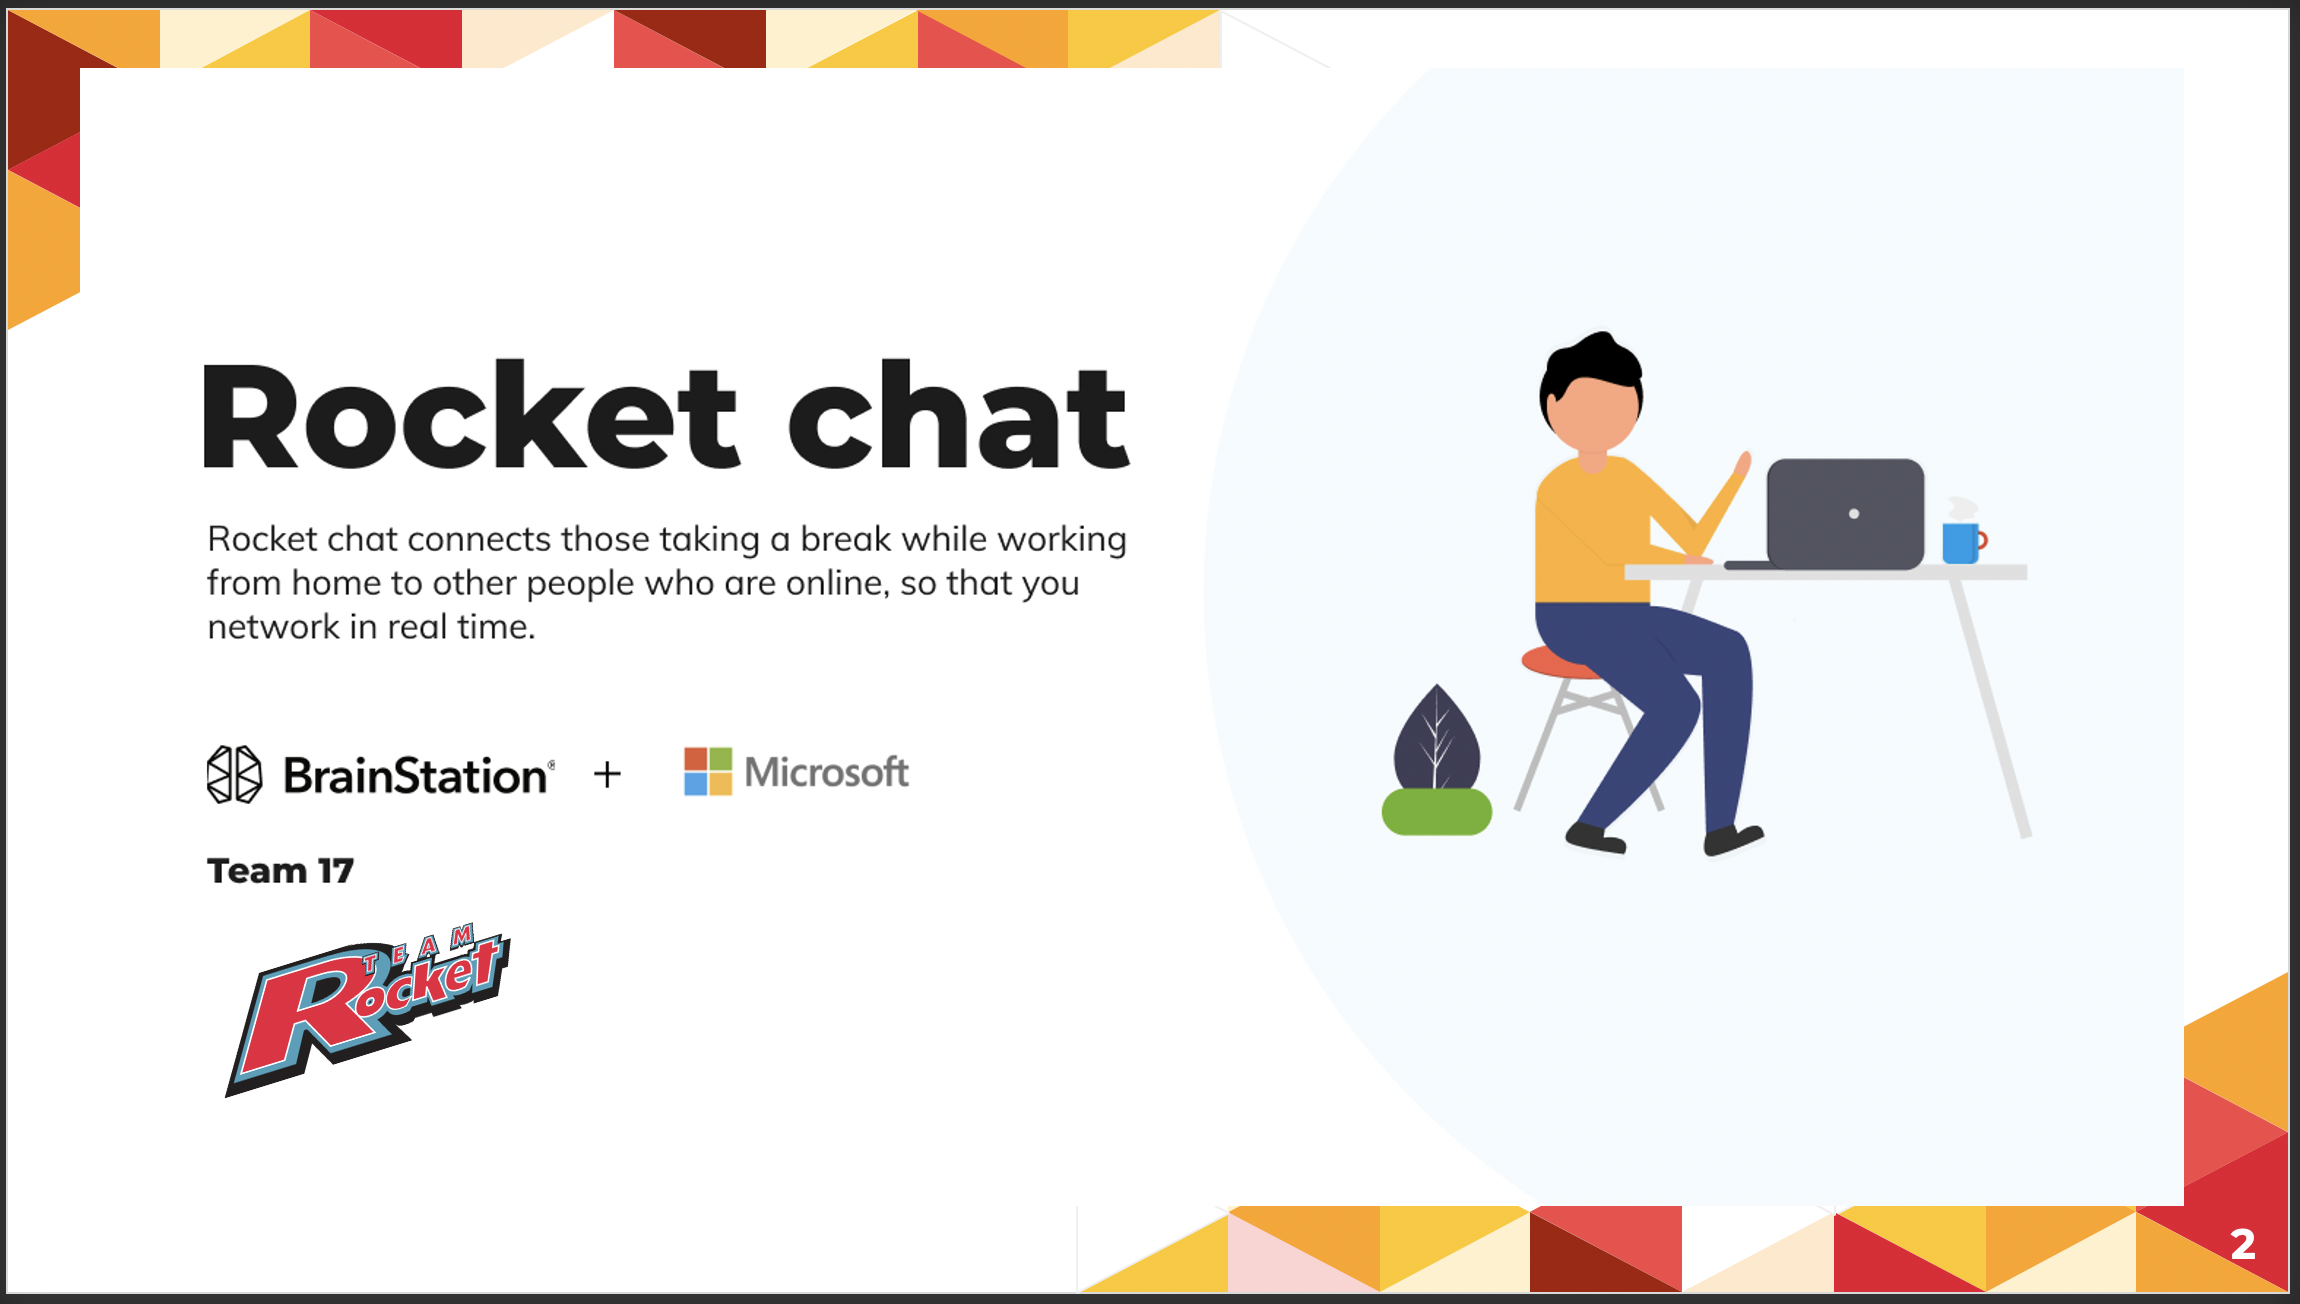 Rocket chat
Rocket chat connects those taking a break while working
from home to other people who are online, so that you
network in real time.
BrainStation® + Microsoft
Team 17
TEAM
Rocket
2